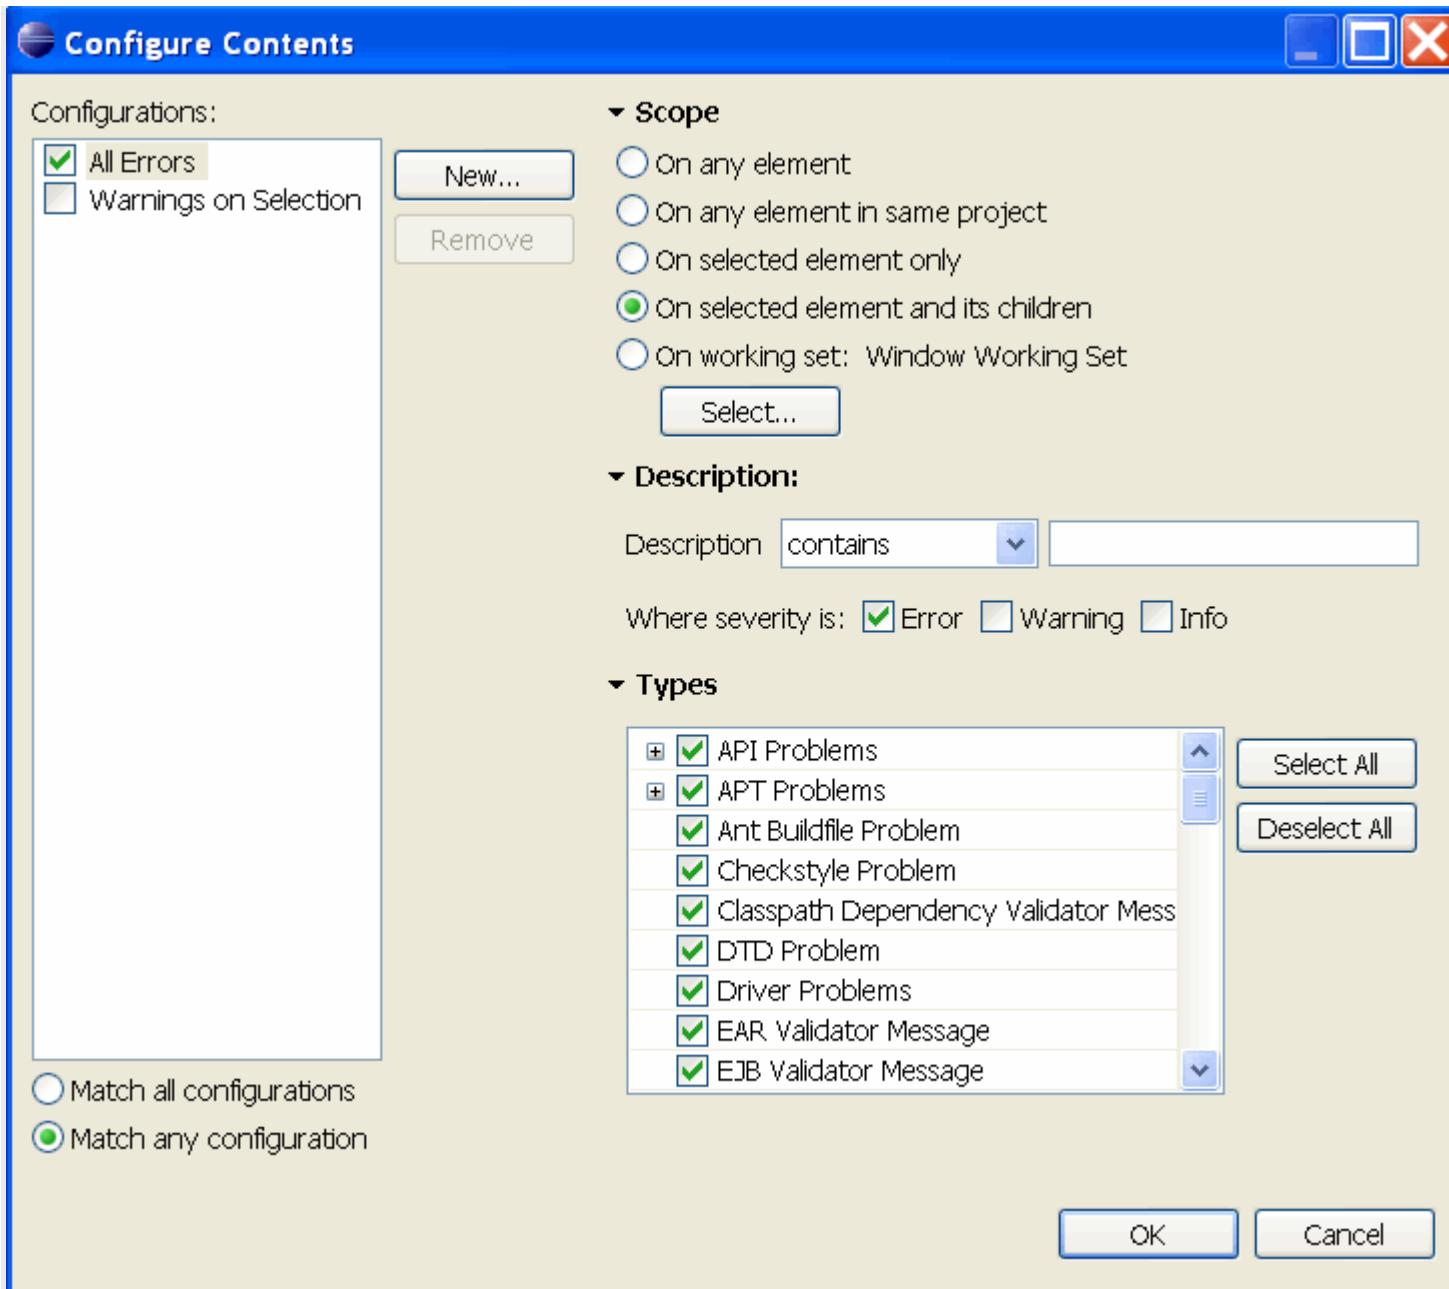 Configure Contents
Configurations:
All Errors
Warnings on Selection
New...
Remove
Match all configurations
Match any configuration
Scope
On any element
On any element in same project
On selected element only
On selected element and its children
On working set: Window Working Set
Select...
Description:
Description contains
Where severity is: Error Warning Info
Types
API Problems
APT Problems
Ant Buildfile Problem
Checkstyle Problem
Classpath Dependency Validator Mess
DTD Problem
Driver Problems
EAR Validator Message
EJB Validator Message
Select All
Deselect All
OK Cancel